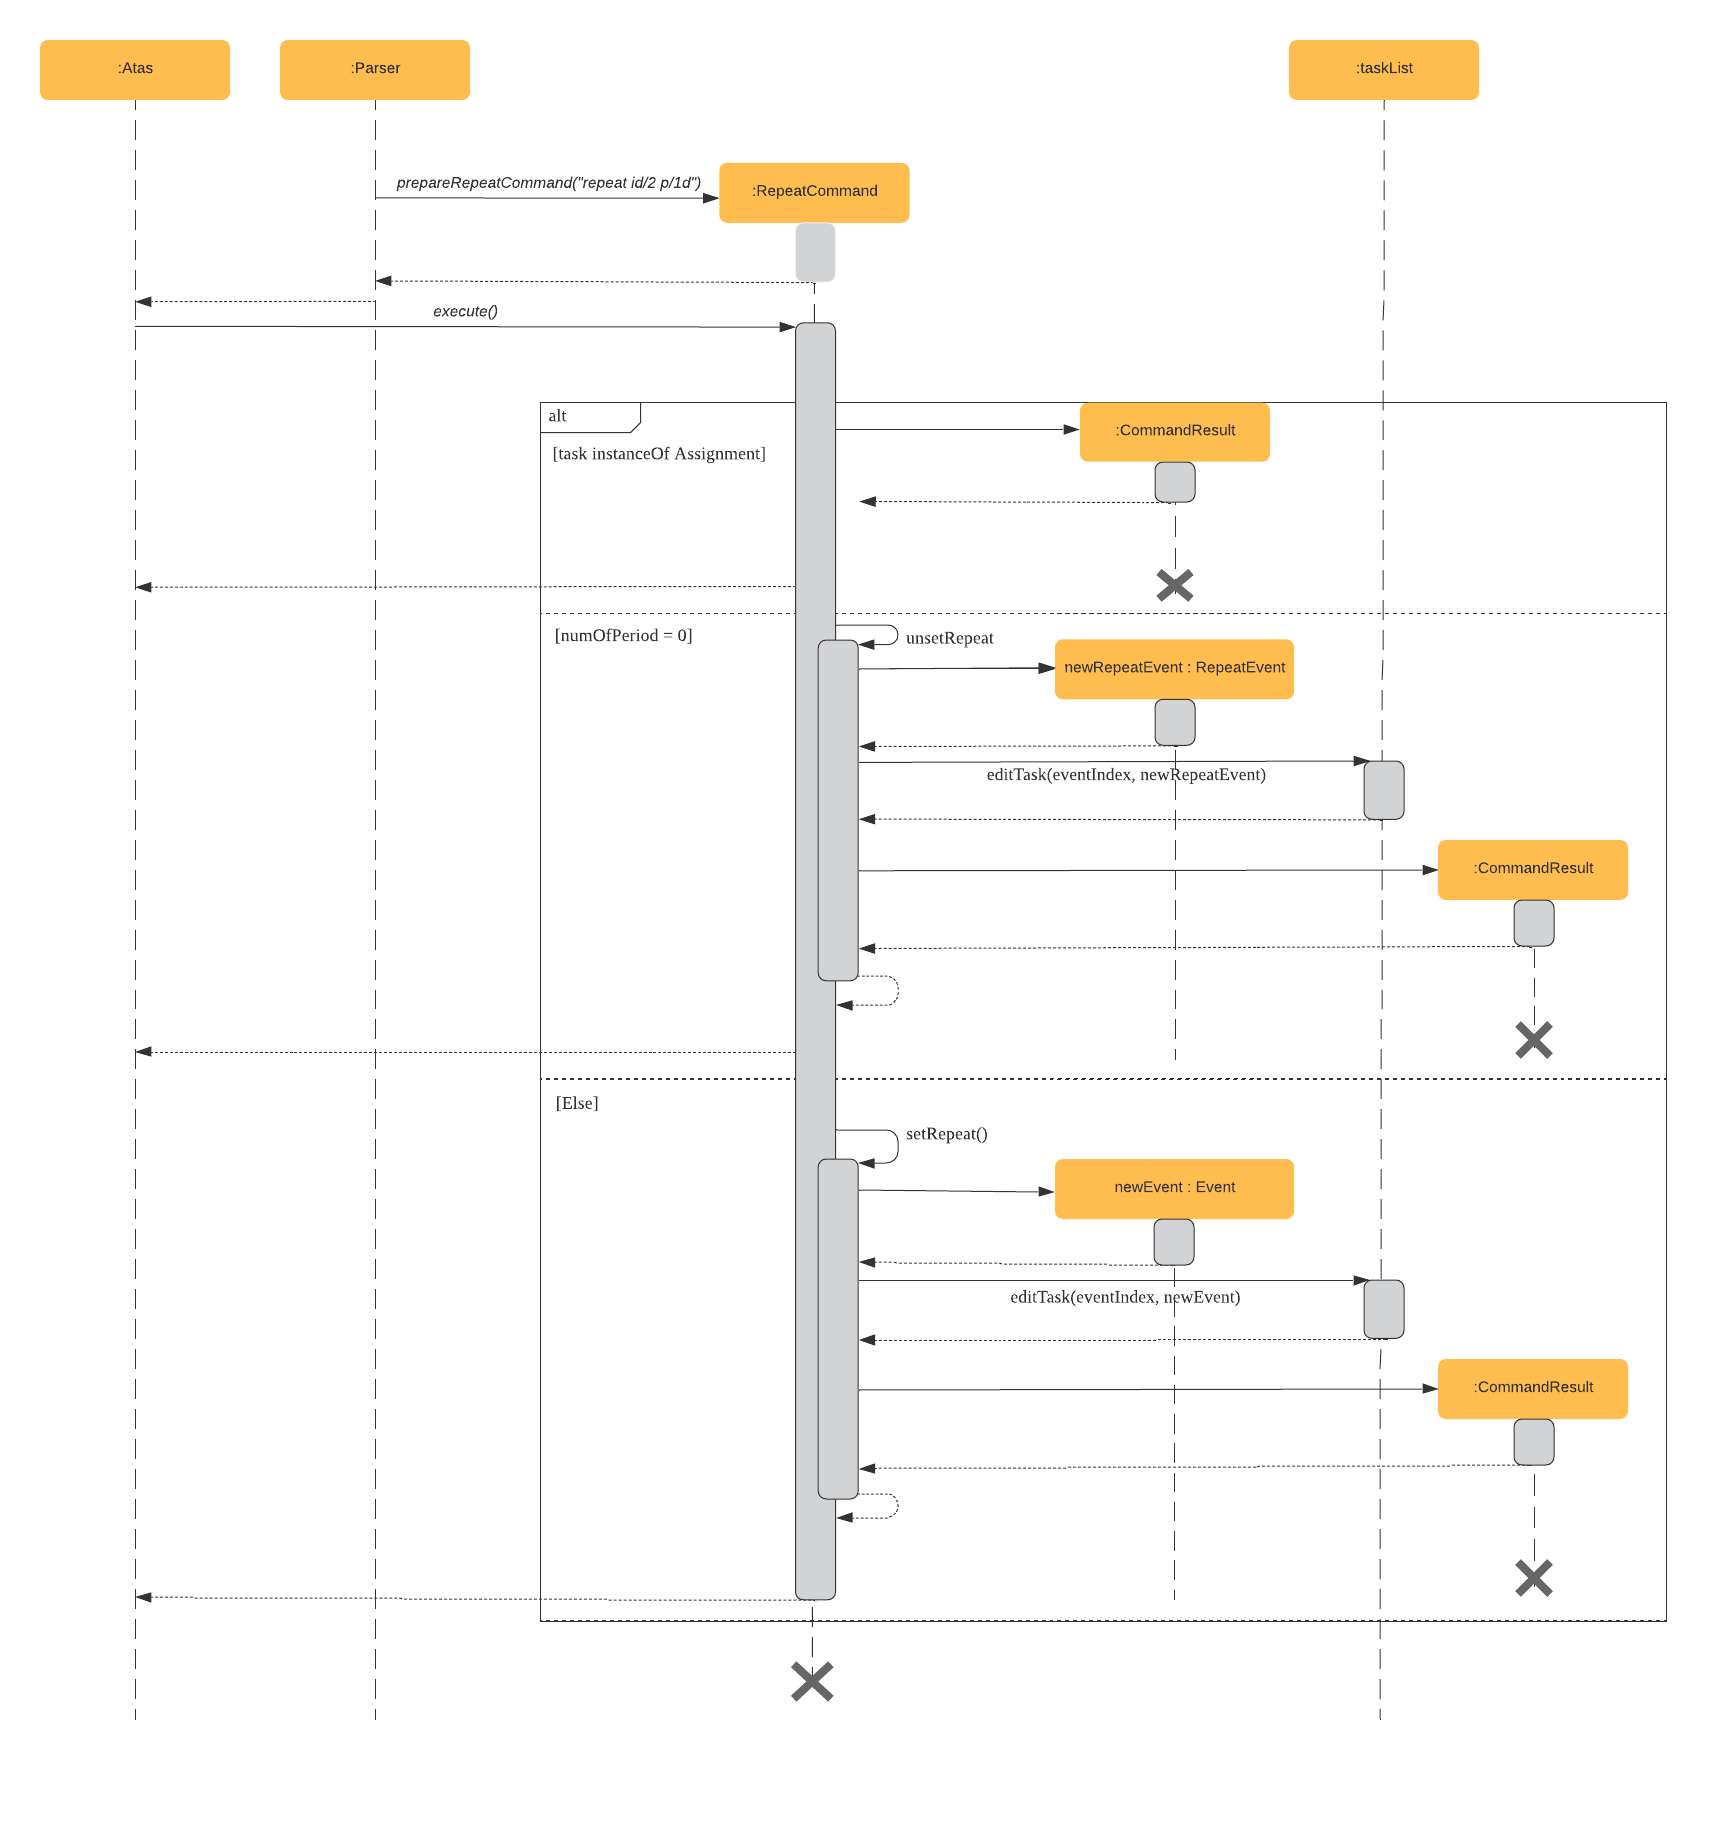 :Atas
:Parser
:taskList
prepareRepeatCommand("repeat id/2 p/1d")
:RepeatCommand
execute()
alt
:CommandResult
[task instanceOf Assignment]
[numOfPeriod = 0]
unsetRepeat
newRepeatEvent : RepeatEvent
editTask(eventIndex, newRepeatEvent)
:CommandResult
[Else]
setRepeat()
newEvent : Event
editTask(eventIndex, newEvent)
:CommandResult